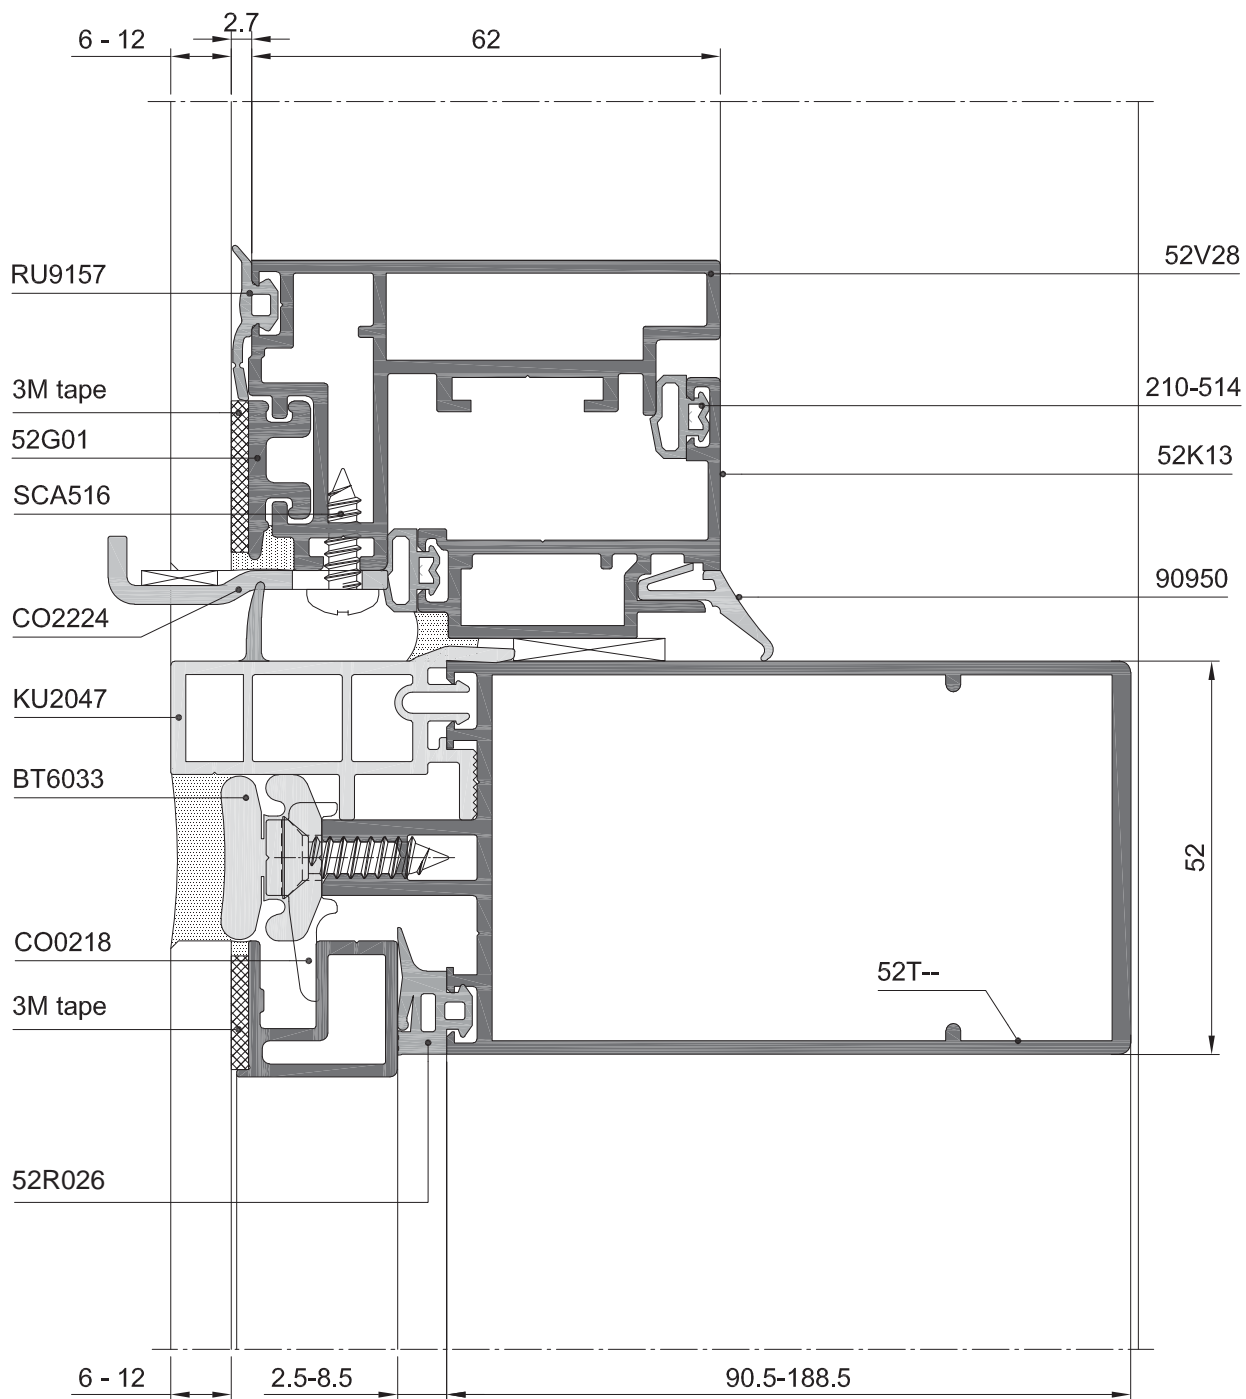 2.7
6 - 12
62
RU9157
52V28
3M tape
210-514
52G01
52K13
SCA516
90950
CO2224
KU2047
BT6033
52
CO0218
52T--
3M tape
52R026
6 - 12
2.5-8.5
90.5-188.5